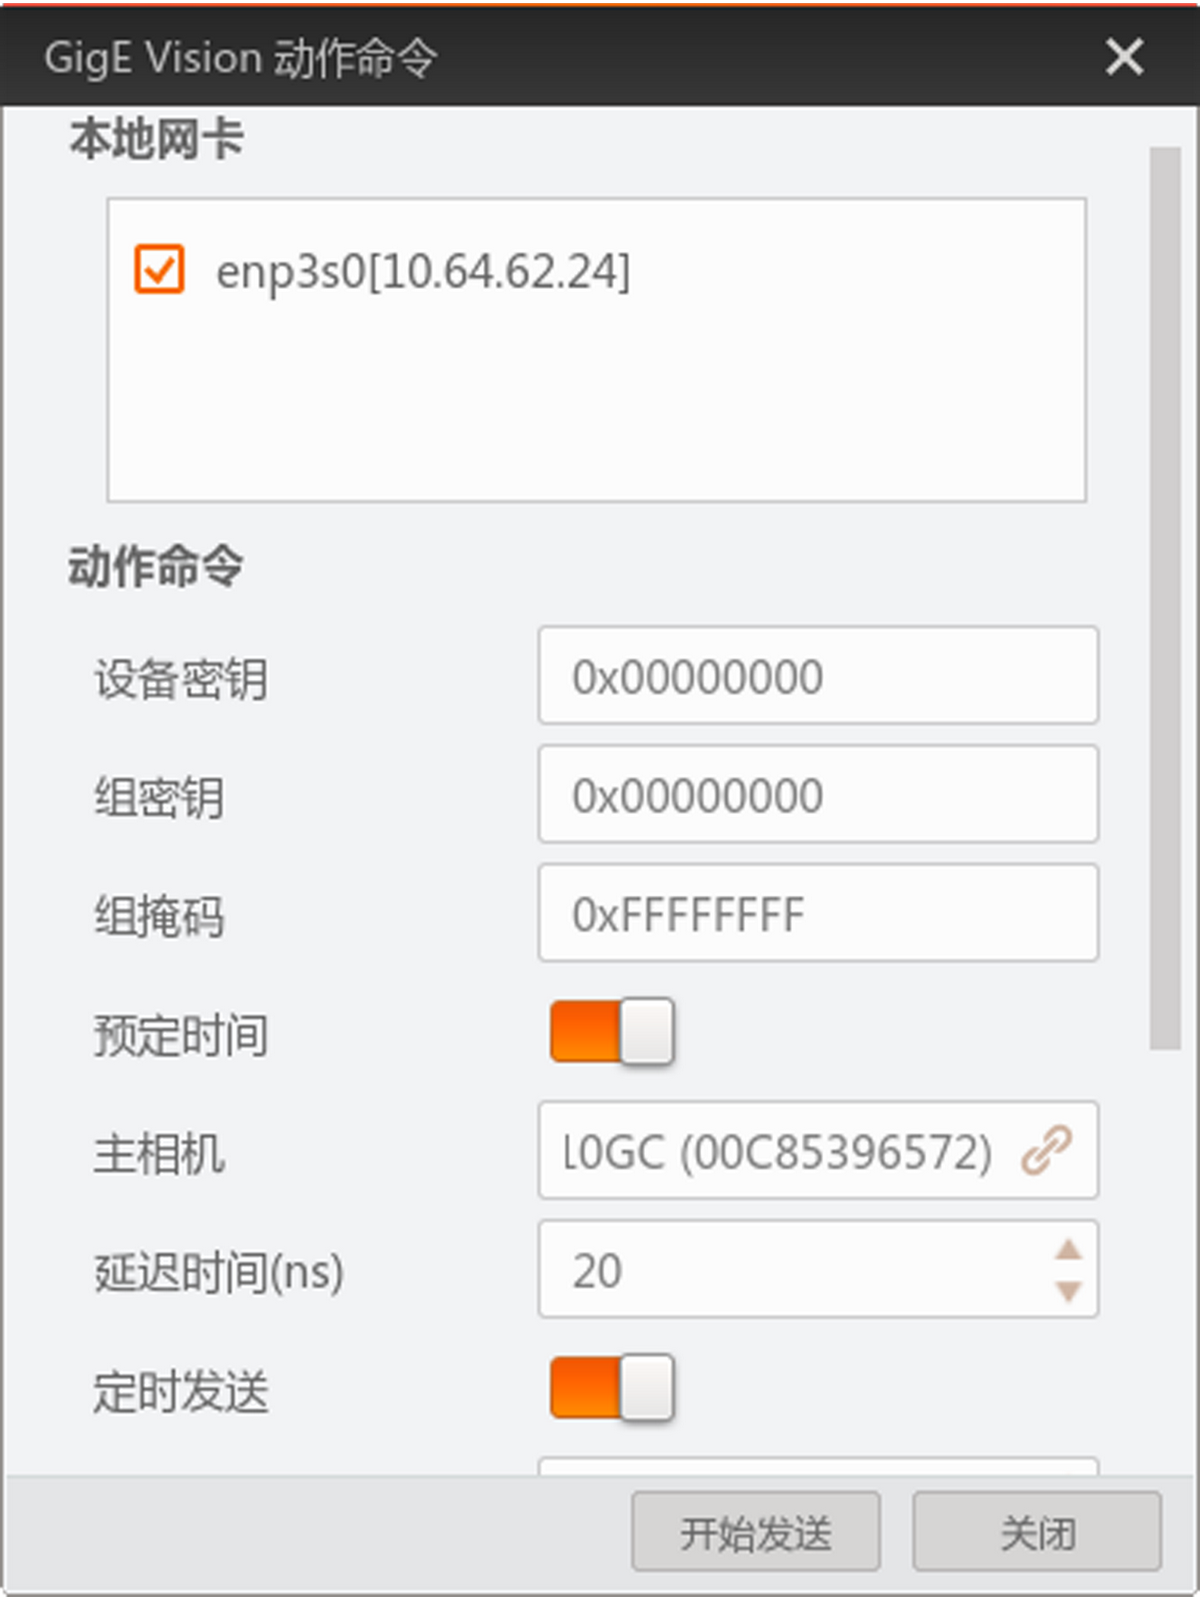 GigE Vision 动作命令
本地网卡
enp3s0[10.64.62.24]
动作命令
设备密钥 0x00000000
组密钥 0x00000000
组掩码 0xFFFFFFFF
预定时间
主相机 L0GC (00C85396572)
延迟时间(ns) 20
定时发送
开始发送 关闭